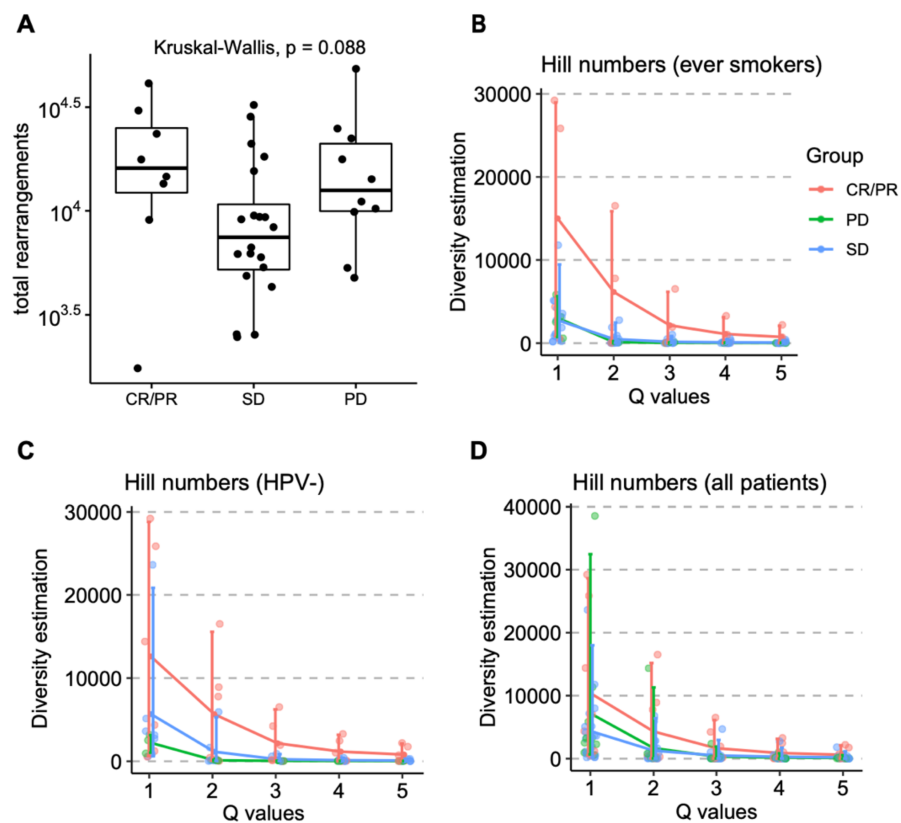 A
Kruskal-Wallis, p = 0.088
total rearrangements
10^4.5
10^4
10^3.5
CR/PR SD PD
B
Hill numbers (ever smokers)
Diversity estimation
30000
20000
10000
0
1 2 3 4 5
Q values
Group
CR/PR
PD
SD
C
Hill numbers (HPV-)
Diversity estimation
30000
20000
10000
0
1 2 3 4 5
Q values
D
Hill numbers (all patients)
Diversity estimation
40000
30000
20000
10000
0
1 2 3 4 5
Q values